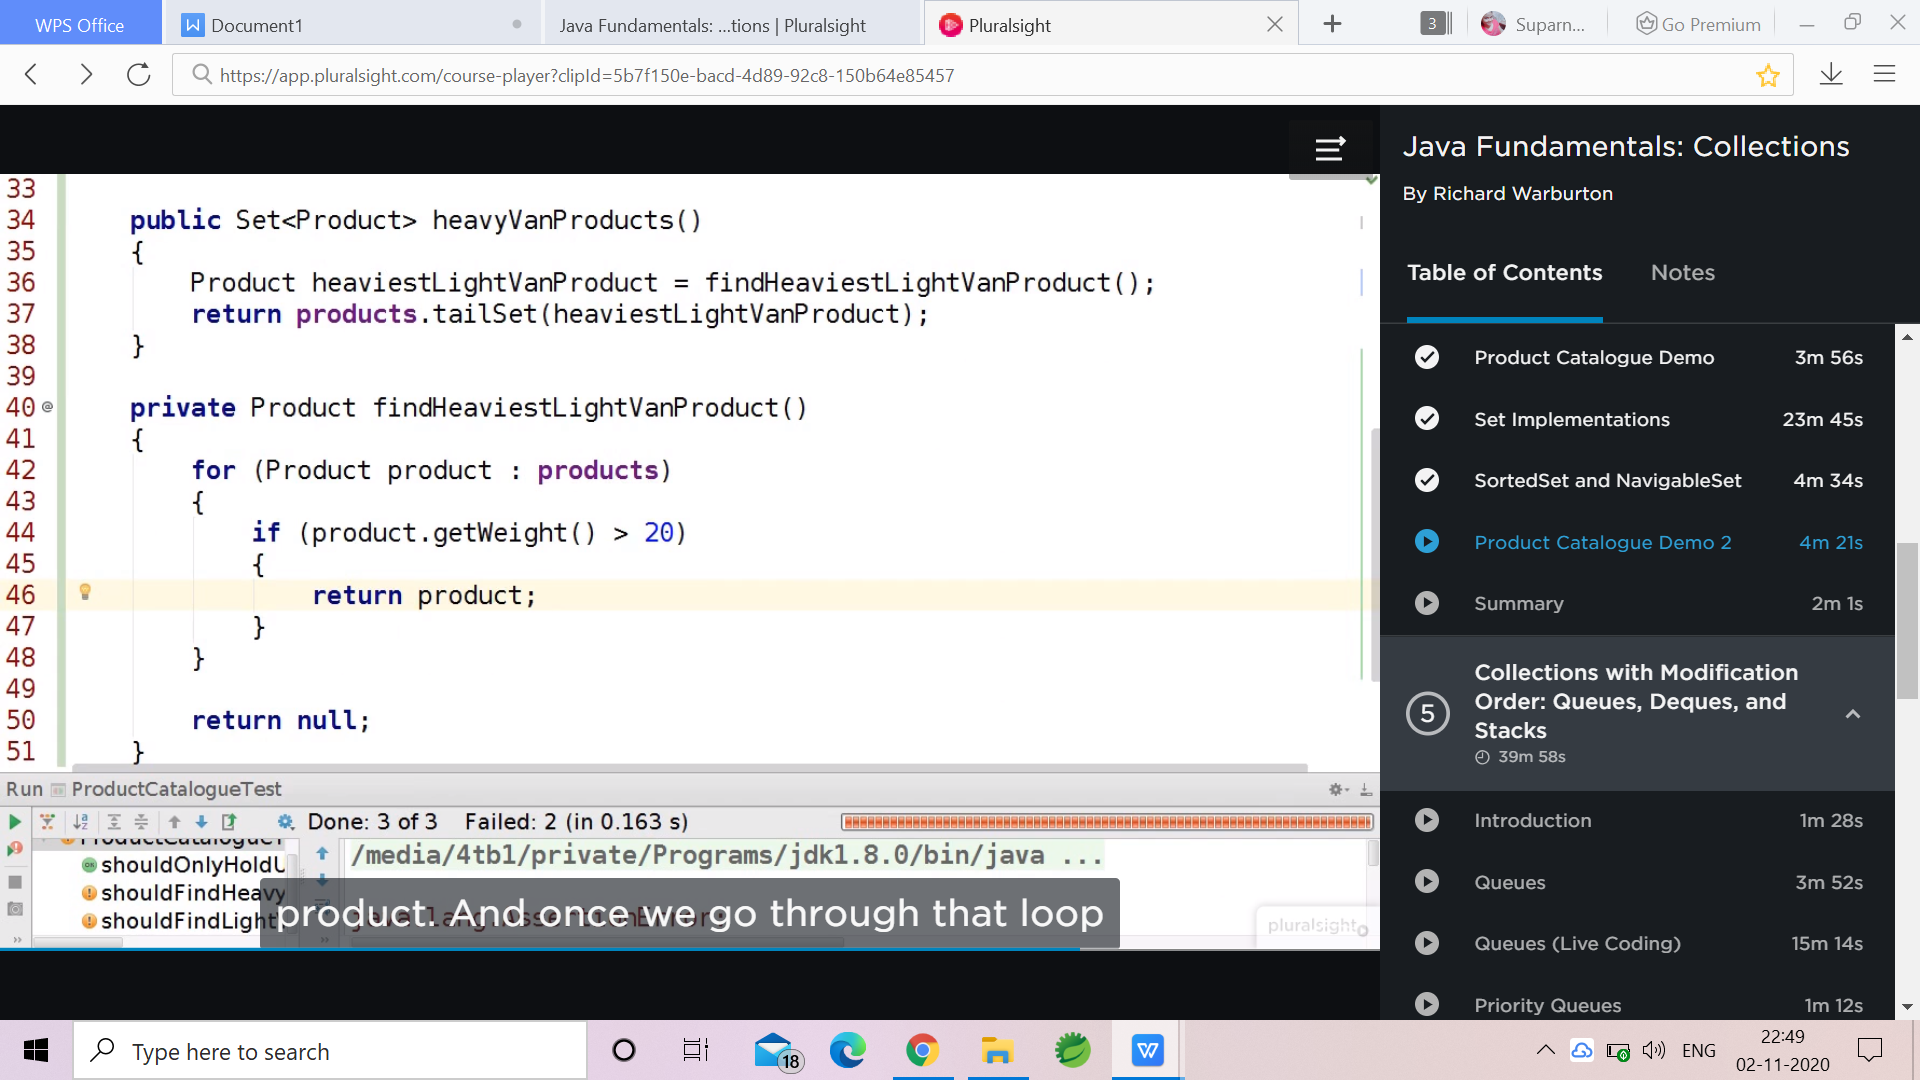 WPS Office
Document1
Java Fundamentals: ...tions | Pluralsight
Pluralsight
3
Suparn...
Go Premium
https://app.pluralsight.com/course-player?clipId=5b7f150e-bacd-4d89-92c8-150b64e85457
33
34 public Set<Product> heavyVanProducts()
35 {
36 Product heaviestLightVanProduct = findHeaviestLightVanProduct();
37 return products.tailSet(heaviestLightVanProduct);
38 }
39
40 @ private Product findHeaviestLightVanProduct()
41 {
42 for (Product product : products)
43 {
44 if (product.getWeight() > 20)
45 {
46 return product;
47 }
48 }
49
50 return null;
51 }
Run ProductCatalogueTest
Done: 3 of 3 Failed: 2 (in 0.163 s)
shouldOnlyHoldU
shouldFindHeavy
shouldFindLight
/media/4tb1/private/Programs/jdk1.8.0/bin/java ...
java.lang.AssertionError:
product. And once we go through that loop
pluralsight
Java Fundamentals: Collections
By Richard Warburton
Table of Contents
Notes
Product Catalogue Demo 3m 56s
Set Implementations 23m 45s
SortedSet and NavigableSet 4m 34s
Product Catalogue Demo 2 4m 21s
Summary 2m 1s
5
Collections with Modification
Order: Queues, Deques, and
Stacks
39m 58s
Introduction 1m 28s
Queues 3m 52s
Queues (Live Coding) 15m 14s
Priority Queues 1m 12s
Type here to search
18
ENG
22:49
02-11-2020